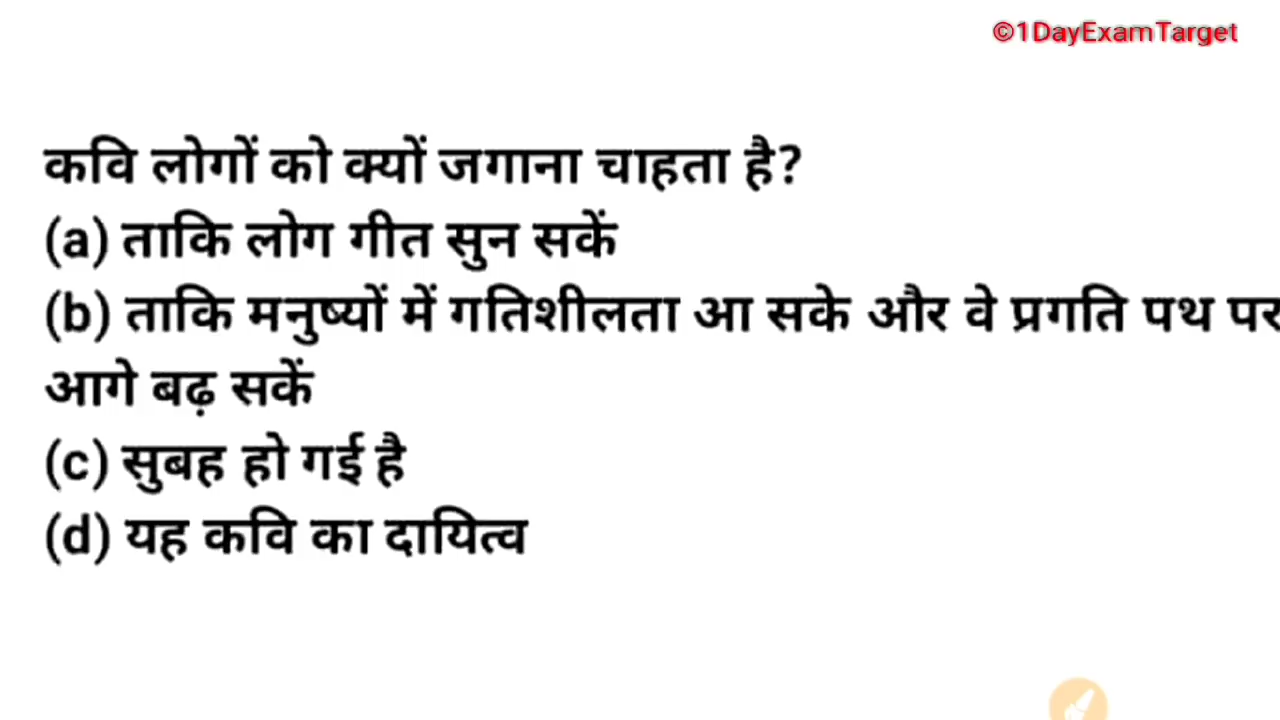 ©1DayExamTarget
कवि लोगों को क्यों जगाना चाहता है?
(a) ताकि लोग गीत सुन सकें
(b) ताकि मनुष्यों में गतिशीलता आ सके और वे प्रगति पथ पर
आगे बढ़ सकें
(c) सुबह हो गई है
(d) यह कवि का दायित्व